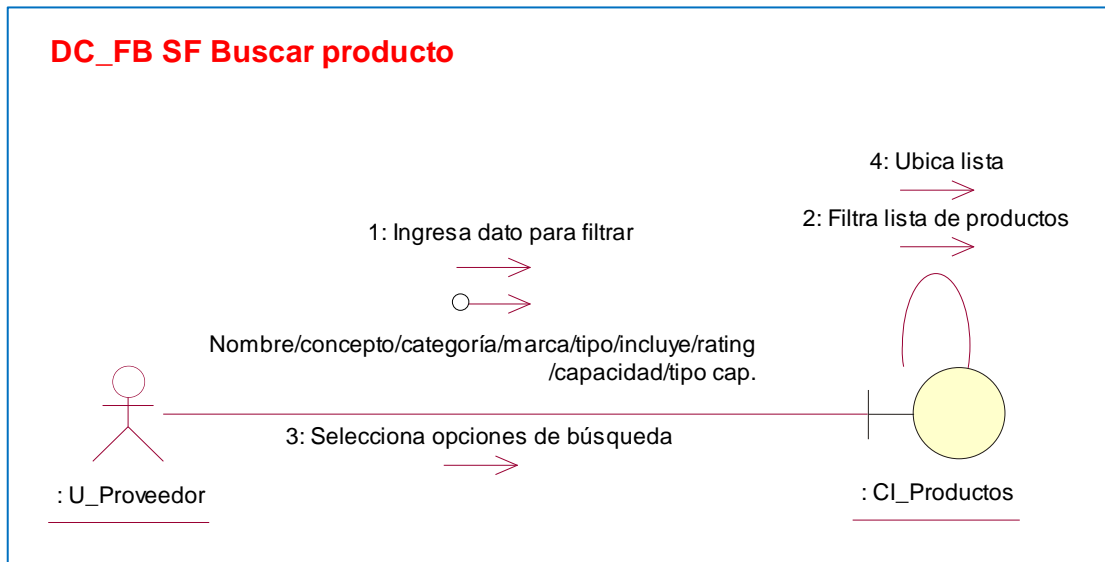 DC_FB SF Buscar producto
4: Ubica lista
2: Filtra lista de productos
1: Ingresa dato para filtrar
Nombre/concepto/categoría/marca/tipo/incluye/rating
/capacidad/tipo cap.
3: Selecciona opciones de búsqueda
: U_Proveedor
: CI_Productos